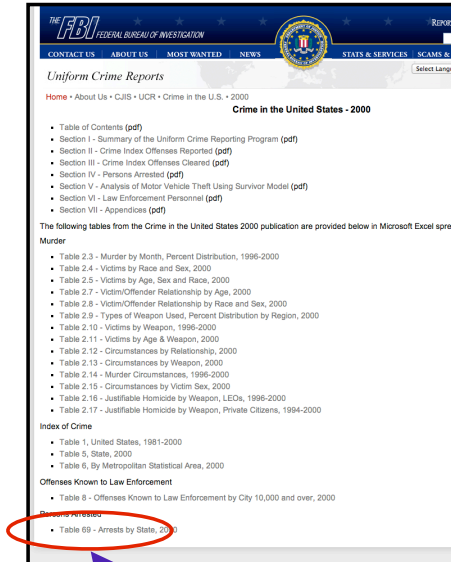 THE FBI FEDERAL BUREAU OF INVESTIGATION
CONTACT US | ABOUT US | MOST WANTED | NEWS STATS & SERVICES | SCAMS &
Select Lang
Uniform Crime Reports
Home • About Us • CJIS • UCR • Crime in the U.S. • 2000
Crime in the United States - 2000
Table of Contents (pdf)
Section I - Summary of the Uniform Crime Reporting Program (pdf)
Section II - Crime Index Offenses Reported (pdf)
Section III - Crime Index Offenses Cleared (pdf)
Section IV - Persons Arrested (pdf)
Section V - Analysis of Motor Vehicle Theft Using Survivor Model (pdf)
Section VI - Law Enforcement Personnel (pdf)
Section VII - Appendices (pdf)
The following tables from the Crime in the United States 2000 publication are provided below in Microsoft Excel spre
Murder
Table 2.3 - Murder by Month, Percent Distribution, 1996-2000
Table 2.4 - Victims by Race and Sex, 2000
Table 2.5 - Victims by Age, Sex and Race, 2000
Table 2.7 - Victim/Offender Relationship by Age, 2000
Table 2.8 - Victim/Offender Relationship by Race and Sex, 2000
Table 2.9 - Types of Weapon Used, Percent Distribution by Region, 2000
Table 2.10 - Victims by Weapon, 1996-2000
Table 2.11 - Victims by Age & Weapon, 2000
Table 2.12 - Circumstances by Relationship, 2000
Table 2.13 - Circumstances by Weapon, 2000
Table 2.14 - Murder Circumstances, 1996-2000
Table 2.15 - Circumstances by Victim Sex, 2000
Table 2.16 - Justifiable Homicide by Weapon, LEOs, 1996-2000
Table 2.17 - Justifiable Homicide by Weapon, Private Citizens, 1994-2000
Index of Crime
Table 1, United States, 1981-2000
Table 5, State, 2000
Table 6, By Metropolitan Statistical Area, 2000
Offenses Known to Law Enforcement
Table 8 - Offenses Known to Law Enforcement by City 10,000 and over, 2000
Persons Arrested
Table 69 - Arrests by State, 2000